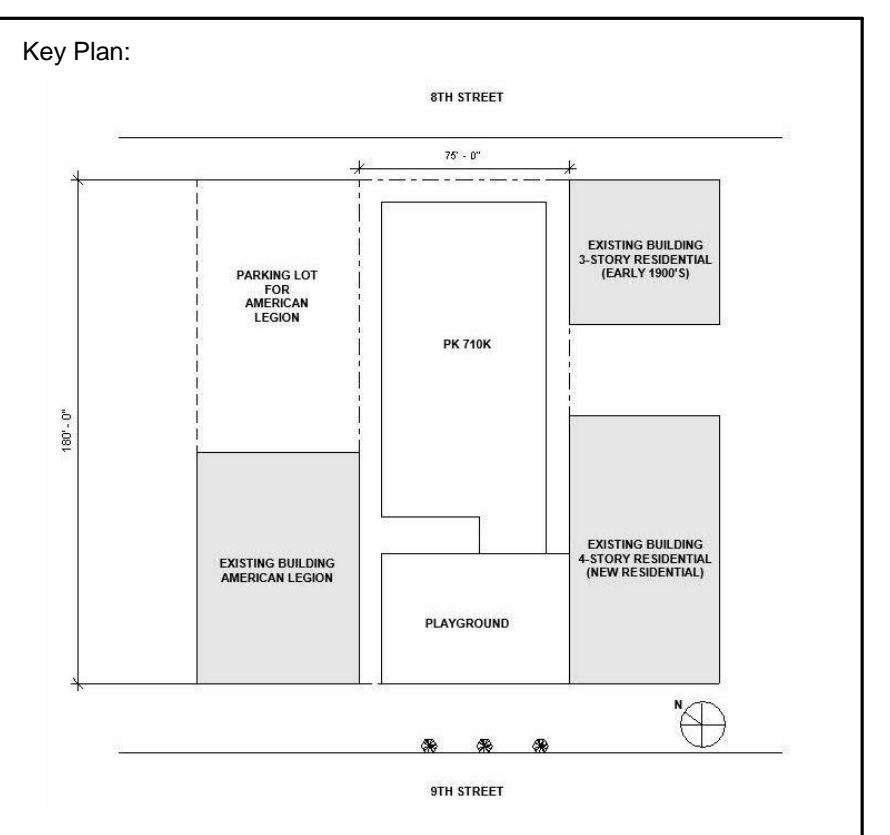 Key Plan:
8TH STREET
75' - 0"
EXISTING BUILDING
3-STORY RESIDENTIAL
(EARLY 1900'S)
PARKING LOT
FOR
AMERICAN
LEGION
PK 710K
180' - 0"
EXISTING BUILDING
AMERICAN LEGION
EXISTING BUILDING
4-STORY RESIDENTIAL
(NEW RESIDENTIAL)
PLAYGROUND
N
9TH STREET